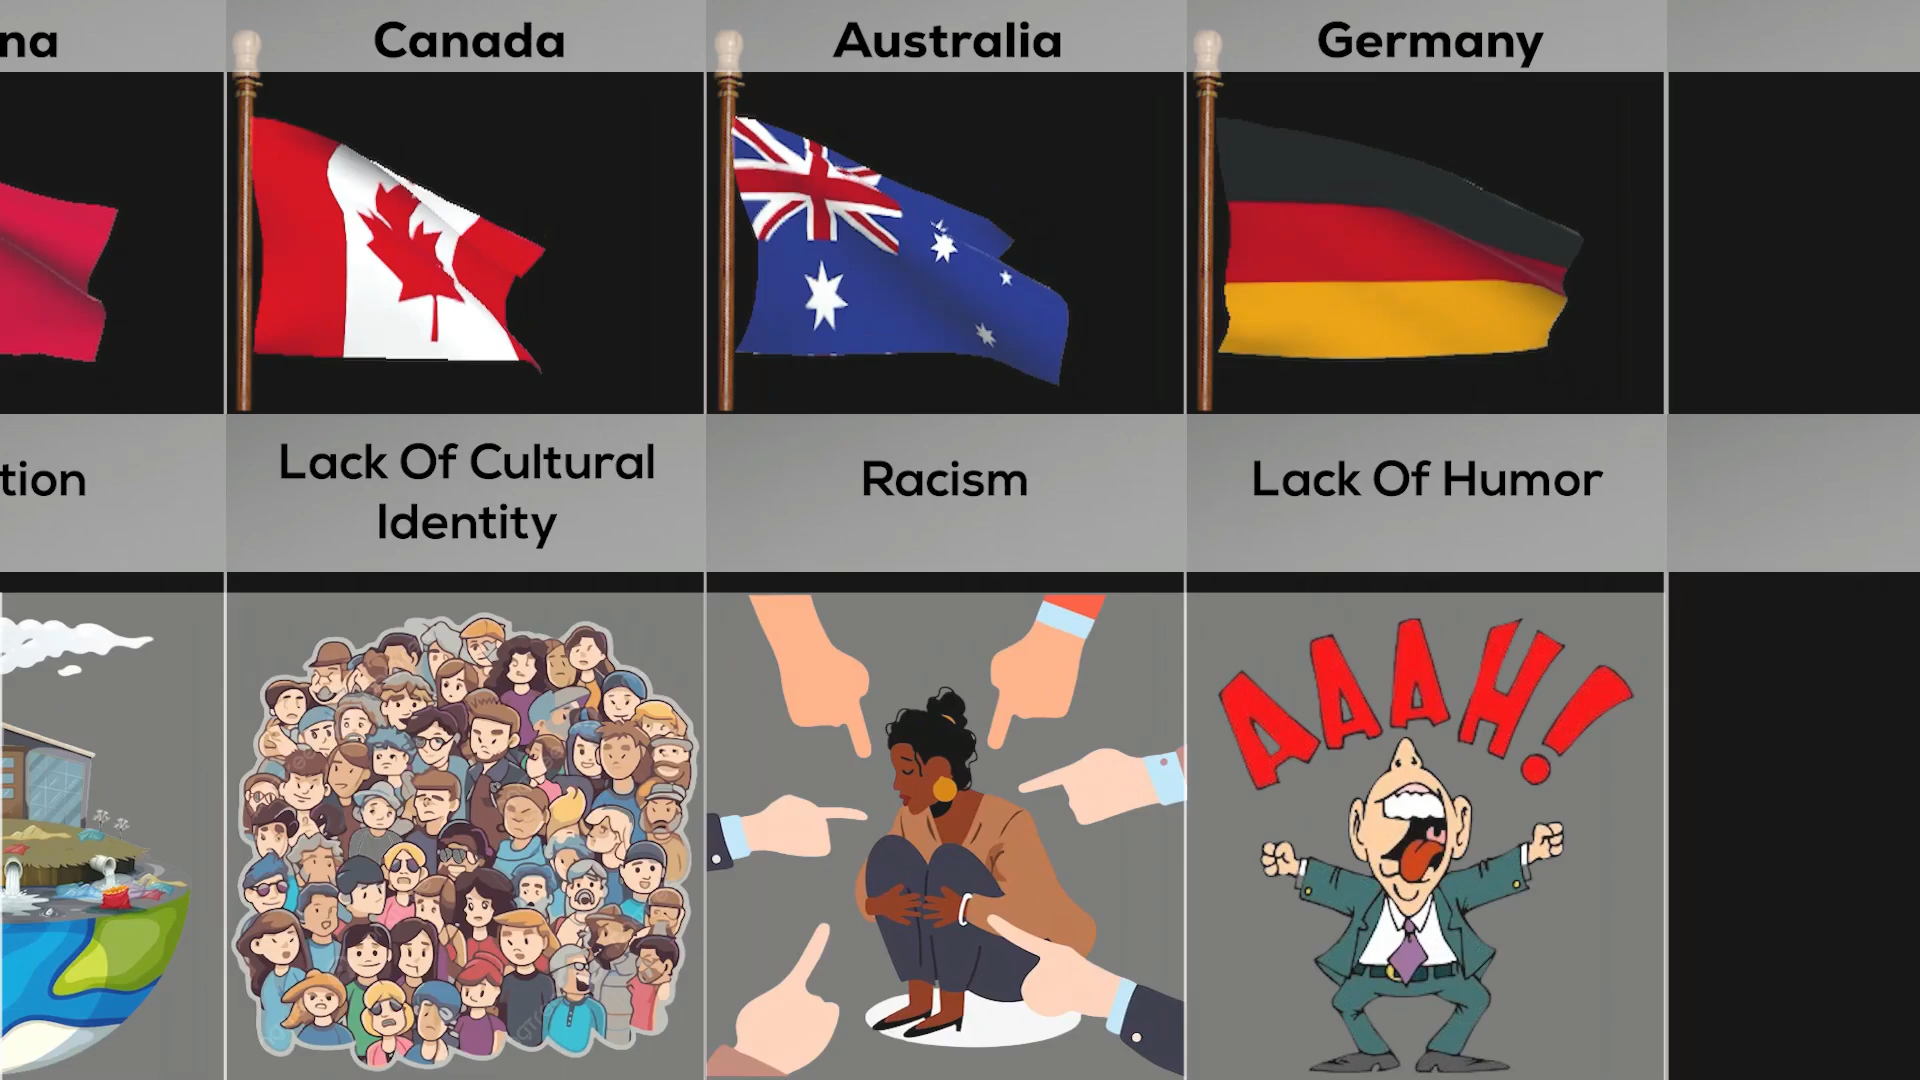 na
Canada
Australia
Germany
tion
Lack Of Cultural
Identity
Racism
Lack Of Humor
AAAH!